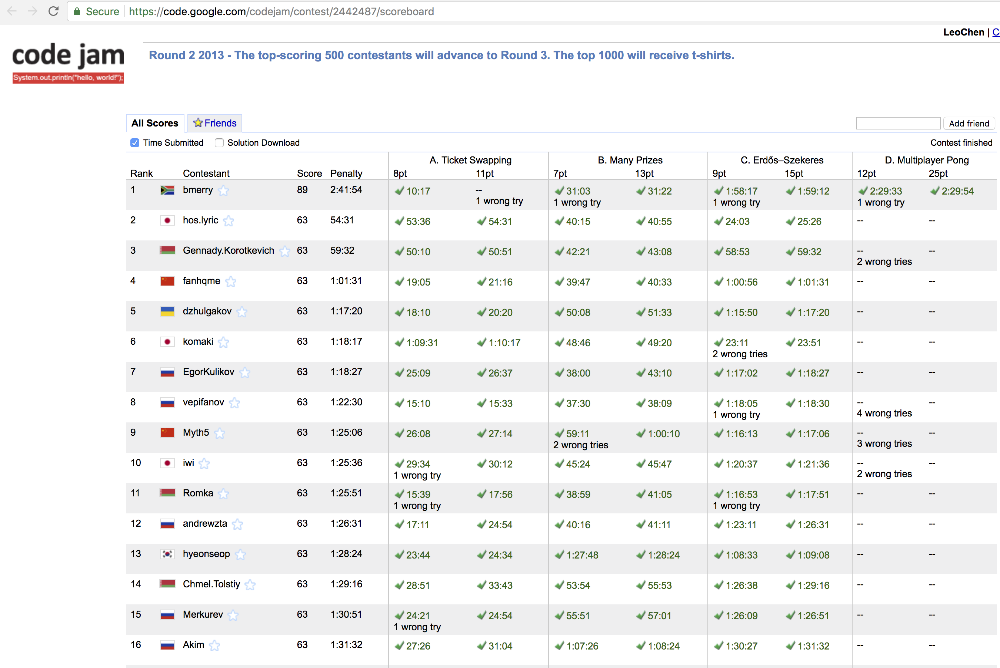 Secure https://code.google.com/codejam/contest/2442487/scoreboard
LeoChen |
code jam
System.out.println("hello, world!");
Round 2 2013 - The top-scoring 500 contestants will advance to Round 3. The top 1000 will receive t-shirts.
All Scores Friends Add friend
Time Submitted Solution Download Contest finished
A. Ticket Swapping B. Many Prizes C. Erdős–Szekeres D. Multiplayer Pong
Rank Contestant Score Penalty 8pt 11pt 7pt 13pt 9pt 15pt 12pt 25pt
1 bmerry 89 2:41:54 10:17 -- 31:03 31:22 1:58:17 1:59:12 2:29:33 2:29:54
1 wrong try 1 wrong try 1 wrong try 1 wrong try
2 hos.lyric 63 54:31 53:36 54:31 40:15 40:55 24:03 25:26 -- --
3 Gennady.Korotkevich 63 59:32 50:10 50:51 42:21 43:08 58:53 59:32 -- --
2 wrong tries
4 fanhqme 63 1:01:31 19:05 21:16 39:47 40:33 1:00:56 1:01:31 -- --
5 dzhulgakov 63 1:17:20 18:10 20:20 50:08 51:33 1:15:50 1:17:20 -- --
6 komaki 63 1:18:17 1:09:31 1:10:17 48:46 49:20 23:11 23:51 -- --
2 wrong tries
7 EgorKulikov 63 1:18:27 25:09 26:37 38:00 43:10 1:17:02 1:18:27 -- --
8 vepifanov 63 1:22:30 15:10 15:33 37:30 38:09 1:18:05 1:18:30 -- --
1 wrong try 4 wrong tries
9 Myth5 63 1:25:06 26:08 27:14 59:11 1:00:10 1:16:13 1:17:06 -- --
2 wrong tries 3 wrong tries
10 iwi 63 1:25:36 29:34 30:12 45:24 45:47 1:20:37 1:21:36 -- --
1 wrong try 2 wrong tries
11 Romka 63 1:25:51 15:39 17:56 38:59 41:05 1:16:53 1:17:51 -- --
1 wrong try 1 wrong try
12 andrewzta 63 1:26:31 17:11 24:54 40:16 41:11 1:23:11 1:26:31 -- --
13 hyeonseop 63 1:28:24 23:44 24:34 1:27:48 1:28:24 1:08:33 1:09:08 -- --
14 Chmel.Tolstiy 63 1:29:16 28:51 33:43 53:54 55:53 1:26:38 1:29:16 -- --
15 Merkurev 63 1:30:51 24:21 24:54 55:51 57:01 1:26:09 1:26:51 -- --
1 wrong try
16 Akim 63 1:31:32 27:26 31:04 1:07:26 1:08:24 1:30:27 1:31:32 -- --